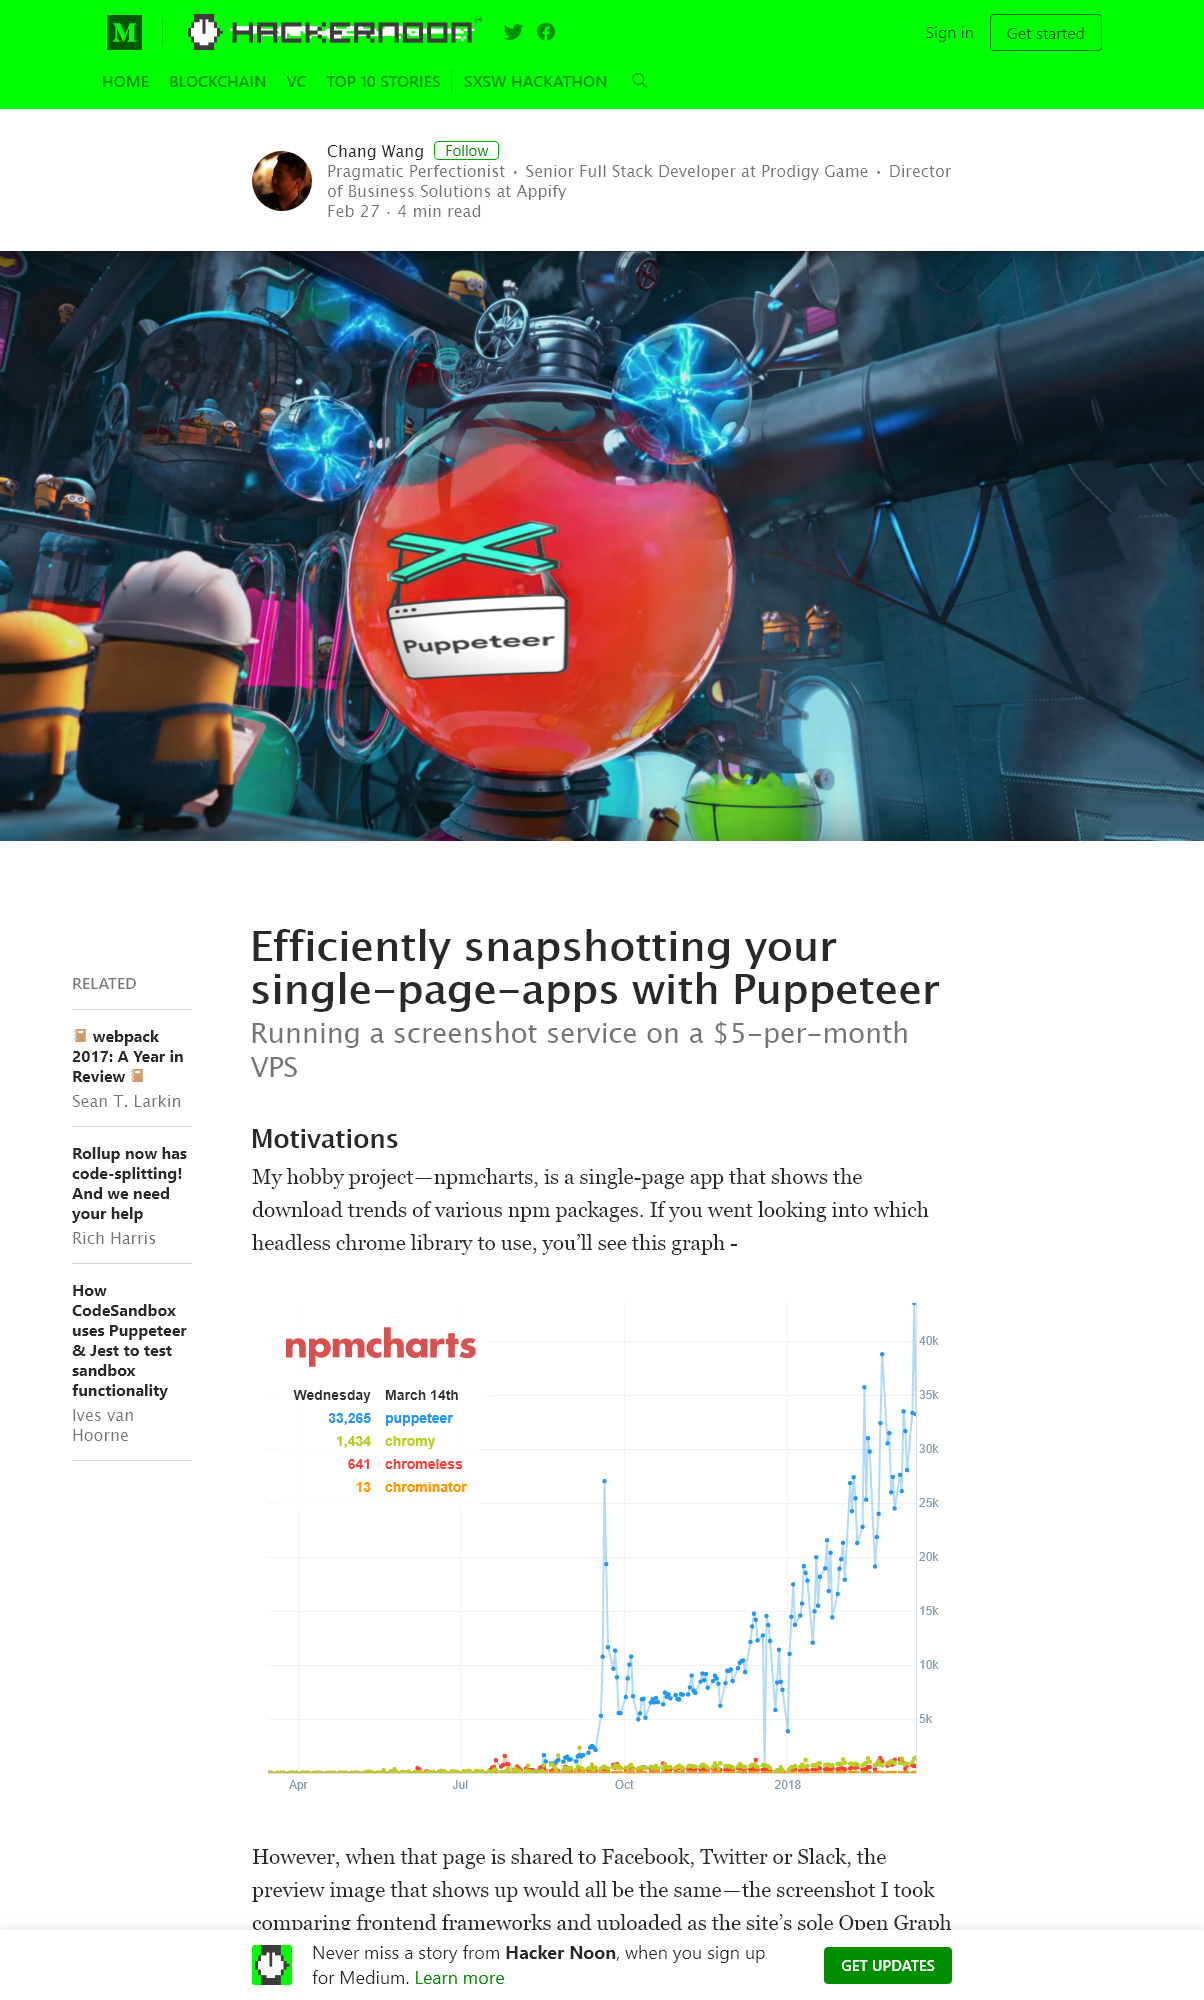 M HACKERNOON
Sign in
Get started
HOME BLOCKCHAIN VC TOP 10 STORIES SXSW HACKATHON
Chang Wang Follow
Pragmatic Perfectionist • Senior Full Stack Developer at Prodigy Game • Director
of Business Solutions at Appify
Feb 27 · 4 min read
Puppeteer
Efficiently snapshotting your
single-page-apps with Puppeteer
Running a screenshot service on a $5-per-month
VPS
RELATED
📔 webpack
2017: A Year in
Review 📔
Sean T. Larkin
Rollup now has
code-splitting!
And we need
your help
Rich Harris
How
CodeSandbox
uses Puppeteer
& Jest to test
sandbox
functionality
Ives van
Hoorne
Motivations
My hobby project — npmcharts, is a single-page app that shows the
download trends of various npm packages. If you went looking into which
headless chrome library to use, you’ll see this graph -
npmcharts
Wednesday March 14th
33,265 puppeteer
1,434 chromy
641 chromeless
13 chrominator
40k
35k
30k
25k
20k
15k
10k
5k
Apr Jul Oct 2018
However, when that page is shared to Facebook, Twitter or Slack, the
preview image that shows up would all be the same — the screenshot I took
comparing frontend frameworks and uploaded as the site’s sole Open Graph
Never miss a story from Hacker Noon, when you sign up
for Medium. Learn more
GET UPDATES